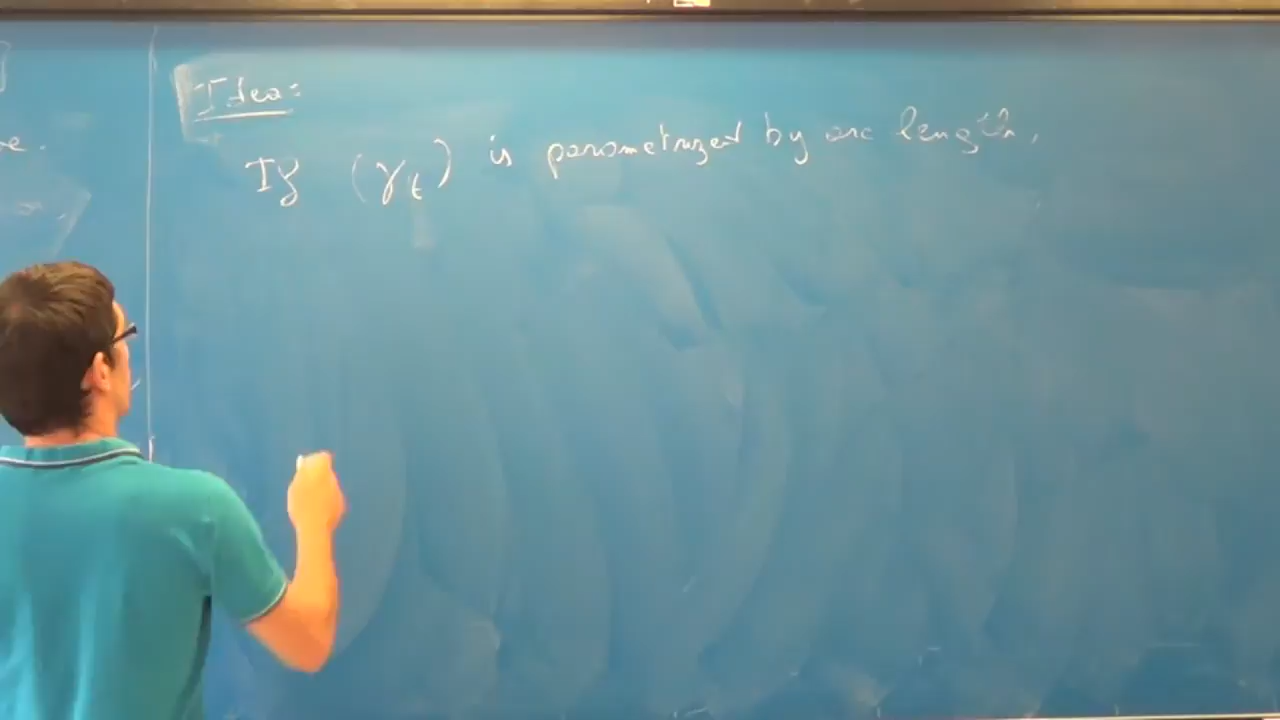 Idea:
If (γ_t) is parametrized by arc length,